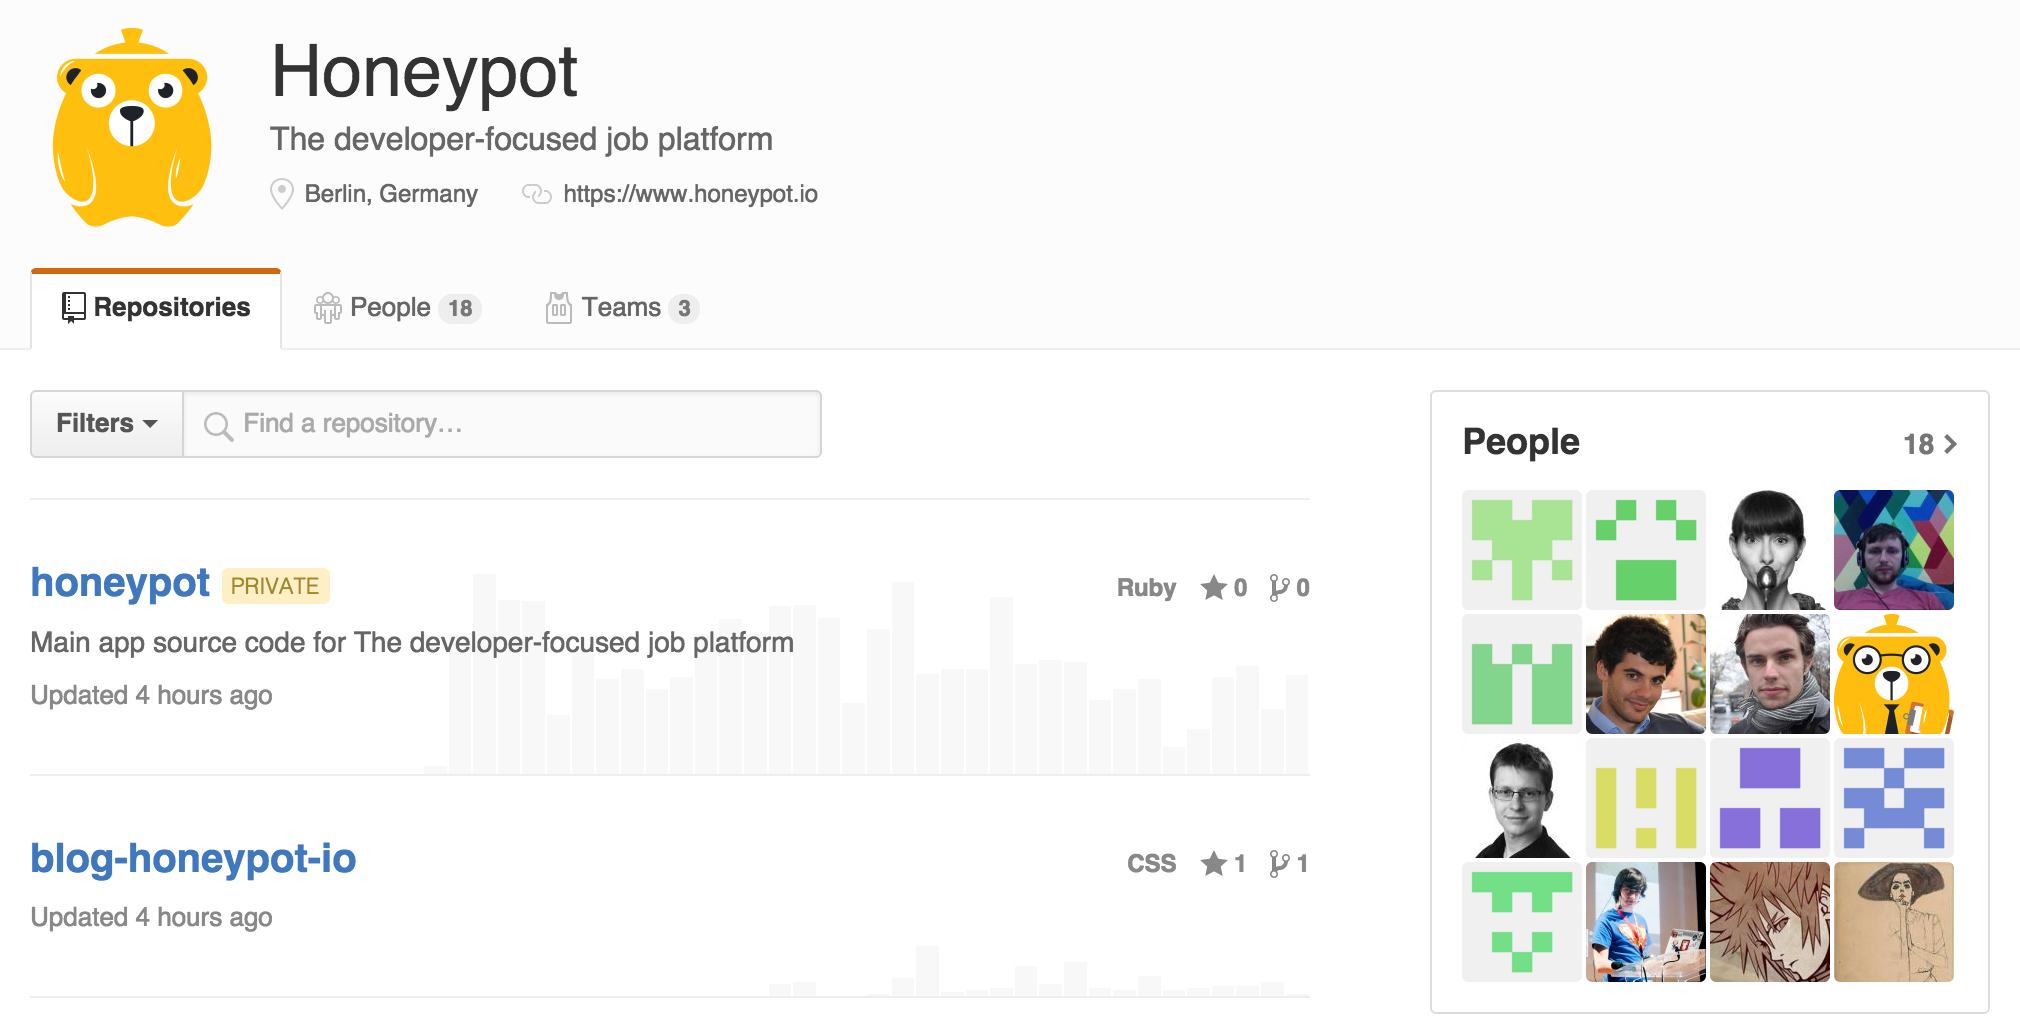 Honeypot
The developer-focused job platform
Berlin, Germany https://www.honeypot.io
Repositories People 18 Teams 3
Filters Find a repository…
People 18
honeypot PRIVATE Ruby 0 0
Main app source code for The developer-focused job platform
Updated 4 hours ago
blog-honeypot-io CSS 1 1
Updated 4 hours ago